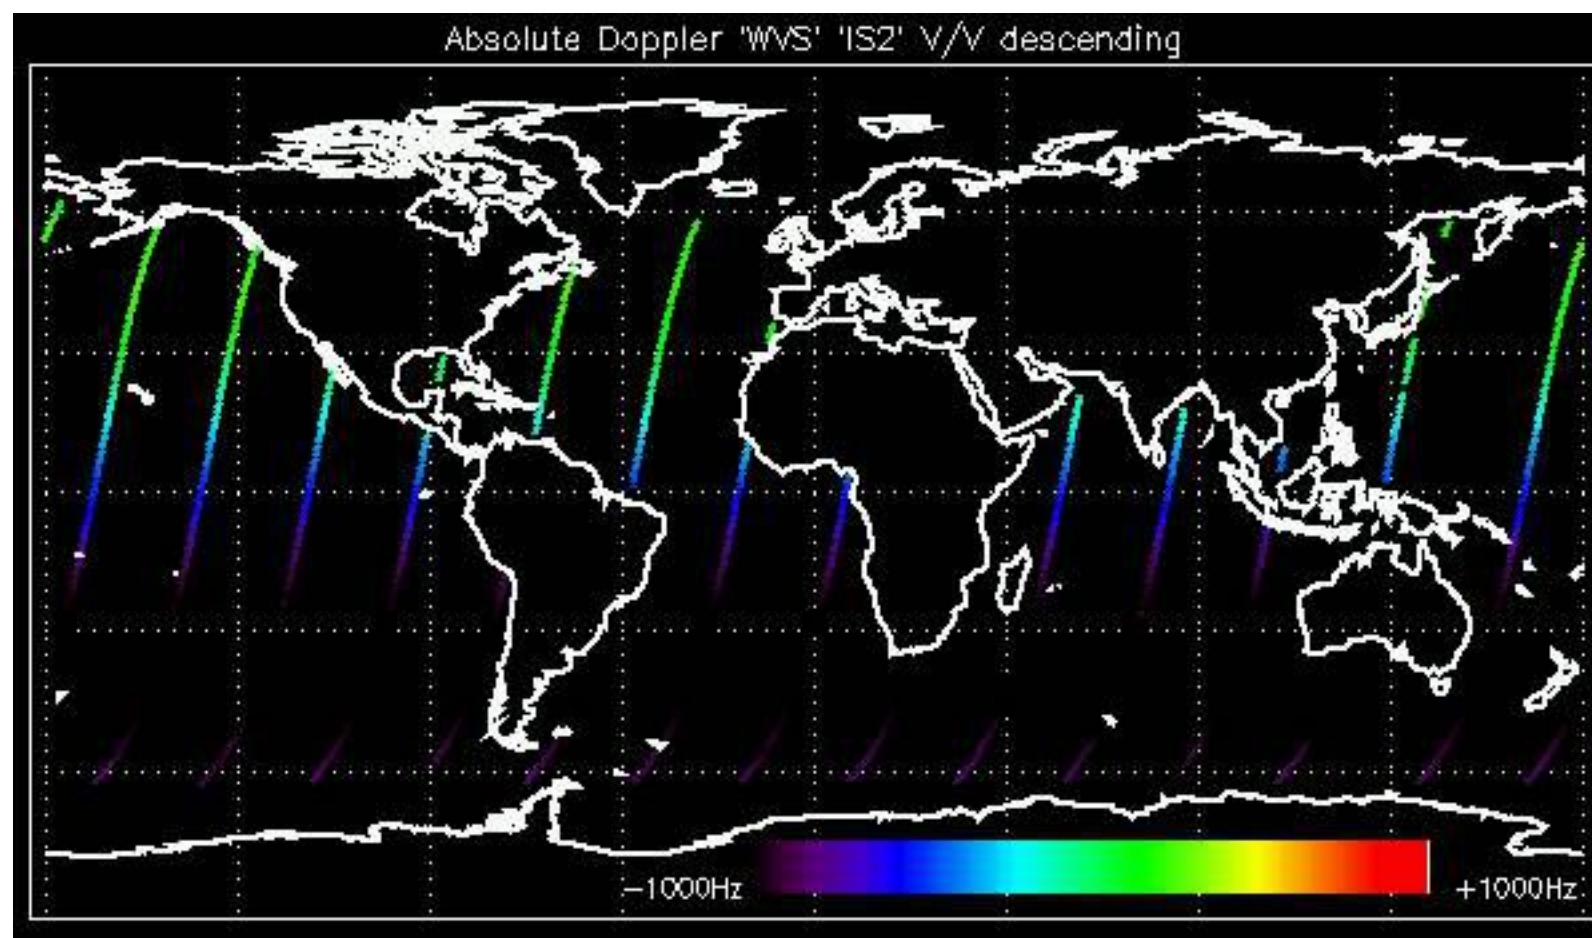 Absolute Doppler 'WVS' 'IS2' V/V descending
−1000Hz +1000Hz